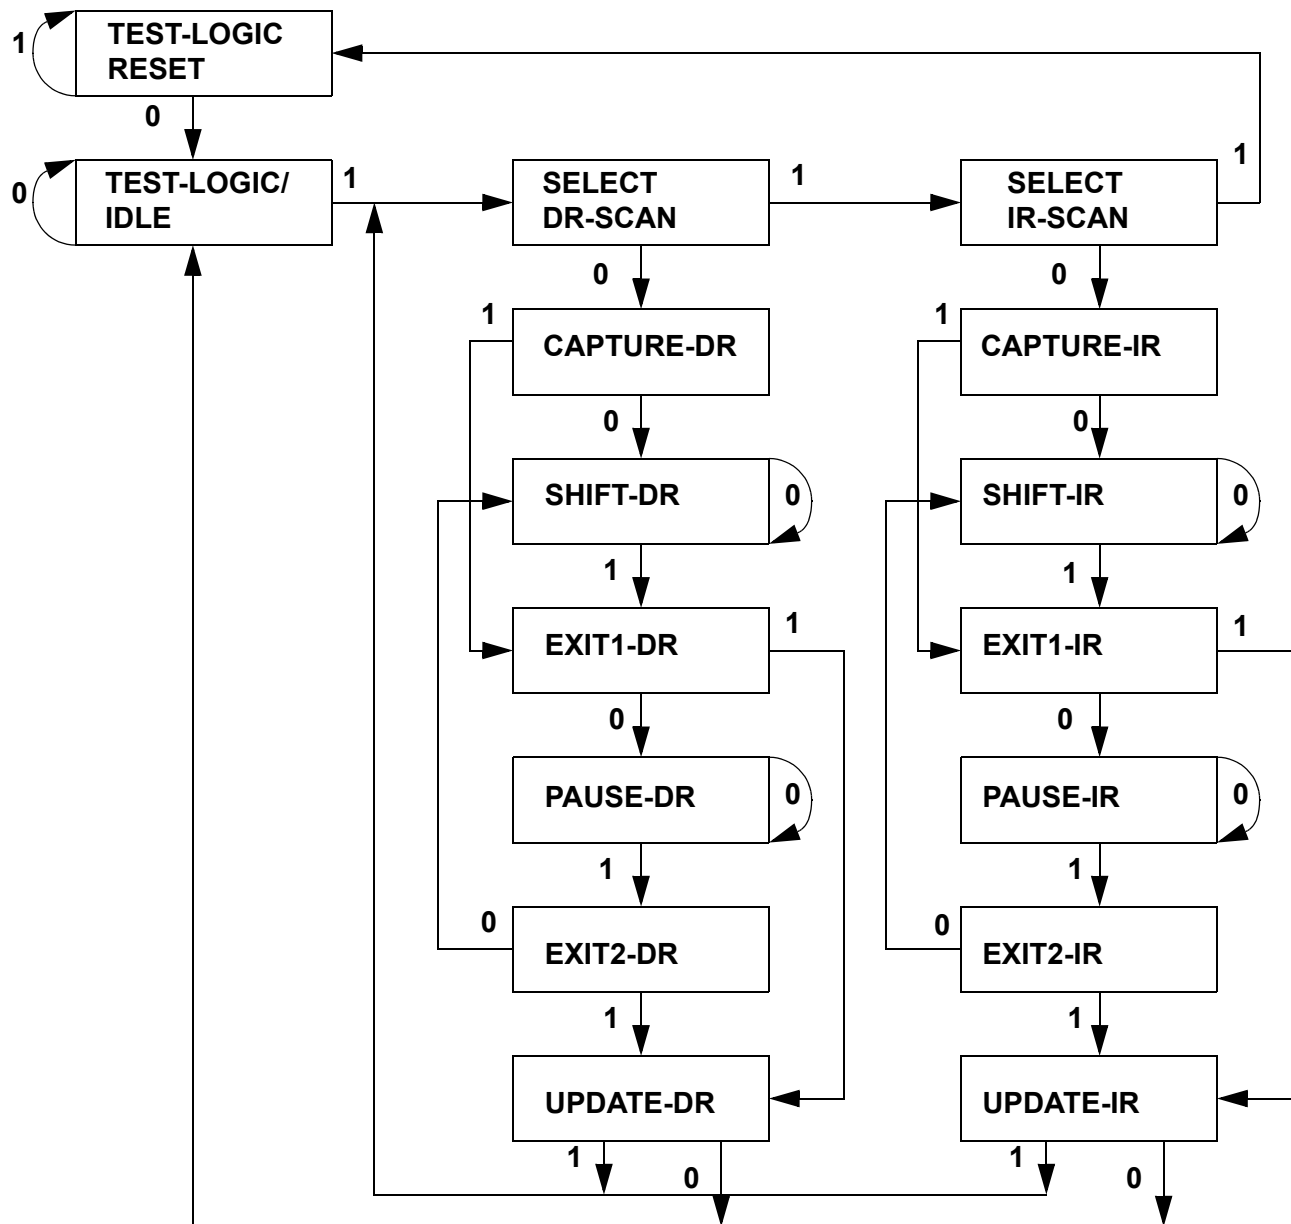 TEST-LOGIC
RESET
1
0
TEST-LOGIC/
IDLE
0
1
SELECT
DR-SCAN
1
SELECT
IR-SCAN
1
0
0
1
CAPTURE-DR
1
CAPTURE-IR
0
0
SHIFT-DR
0
SHIFT-IR
0
1
1
EXIT1-DR
1
EXIT1-IR
1
0
0
PAUSE-DR
0
PAUSE-IR
0
1
1
0
EXIT2-DR
0
EXIT2-IR
1
1
UPDATE-DR
UPDATE-IR
1
0
1
0